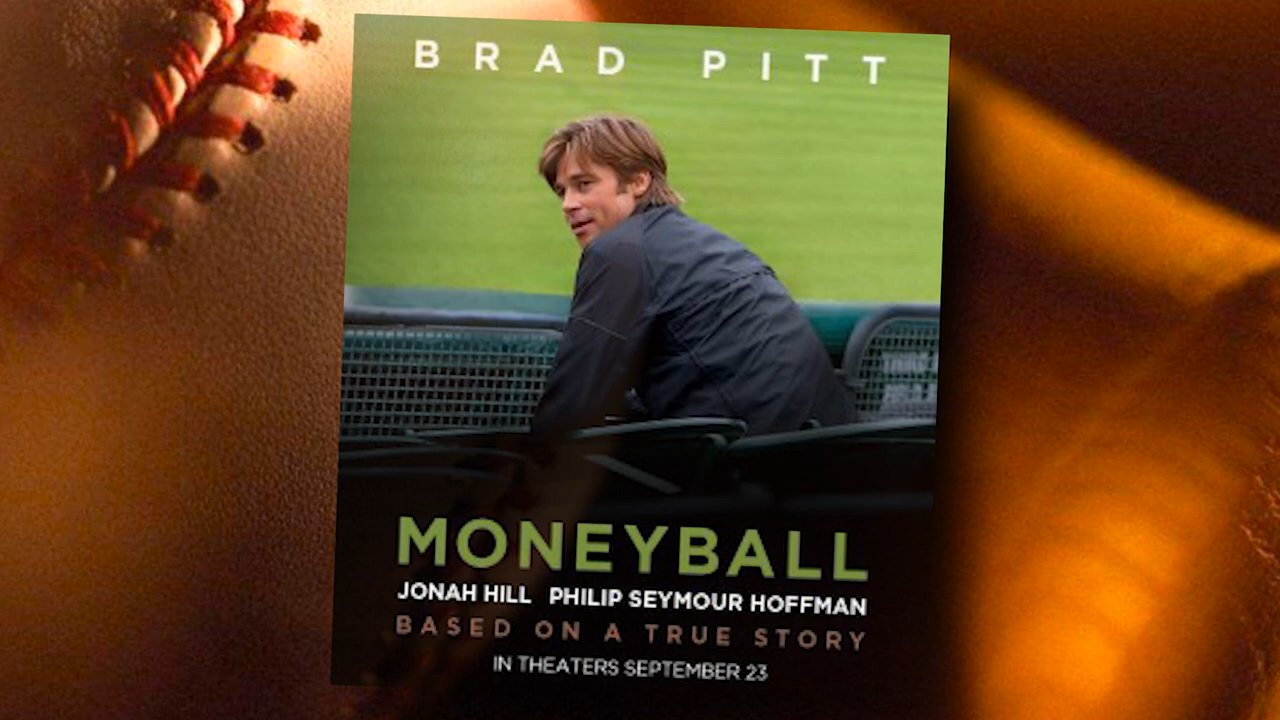 BRAD PITT
MONEYBALL
JONAH HILL PHILIP SEYMOUR HOFFMAN
BASED ON A TRUE STORY
IN THEATERS SEPTEMBER 23